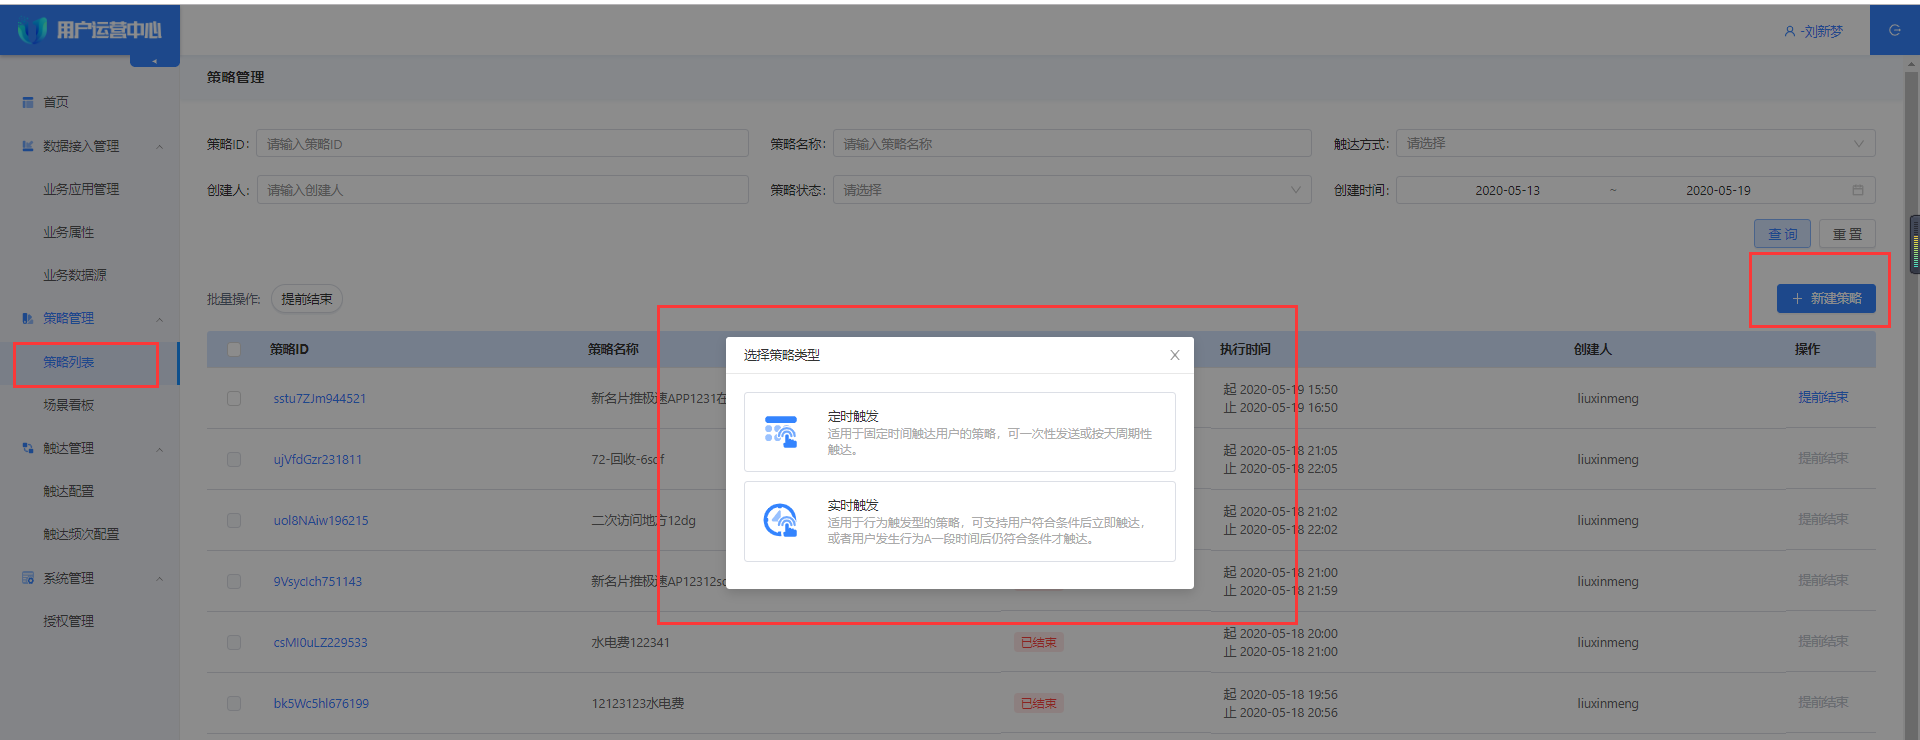 用户运营中心
-刘新梦
首页
数据接入管理
业务应用管理
业务属性
业务数据源
策略管理
策略列表
场景看板
触达管理
触达配置
触达频次配置
系统管理
授权管理
策略管理
策略ID: 请输入策略ID 策略名称: 请输入策略名称 触达方式: 请选择
创建人: 请输入创建人 策略状态: 请选择 创建时间: 2020-05-13 ~ 2020-05-19
查询 重置
批量操作: 提前结束 + 新建策略
策略ID 策略名称 执行时间 创建人 操作
sstu7ZJm944521 新名片推极速APP1231在 起 2020-05-19 15:50 liuxinmeng 提前结束
止 2020-05-19 16:50
ujVfdGzr231811 72-回收-6sdf 起 2020-05-18 21:05 liuxinmeng 提前结束
止 2020-05-18 22:05
uol8NAiw196215 二次访问地方12dg 起 2020-05-18 21:02 liuxinmeng 提前结束
止 2020-05-18 22:02
9VsycIch751143 新名片推极速AP12312sc 起 2020-05-18 21:00 liuxinmeng 提前结束
止 2020-05-18 21:59
csMI0uLZ229533 水电费122341 已结束 起 2020-05-18 20:00 liuxinmeng 提前结束
止 2020-05-18 21:00
bk5Wc5hl676199 12123123水电费 已结束 起 2020-05-18 19:56 liuxinmeng 提前结束
止 2020-05-18 20:56
选择策略类型 X
定时触发
适用于固定时间触达用户的策略，可一次性发送或按天周期性
触达。
实时触发
适用于行为触发型的策略，可支持用户符合条件后立即触达，
或者用户发生行为A一段时间后仍符合条件才触达。